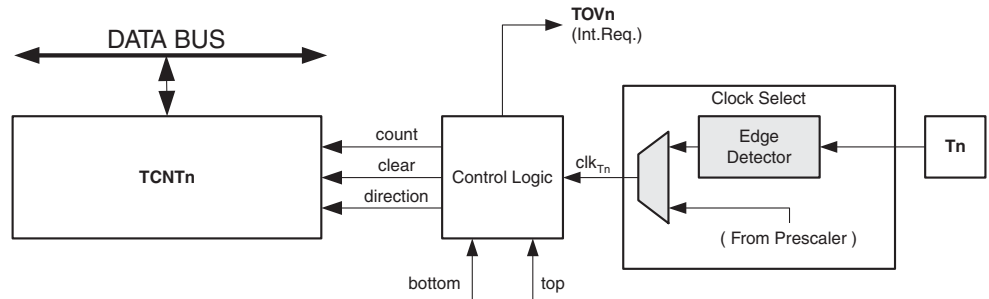 TOVn
(Int.Req.)
DATA BUS
Clock Select
count
Edge
Detector
Tn
TCNTn
clear
Control Logic
clkTn
direction
( From Prescaler )
bottom
top